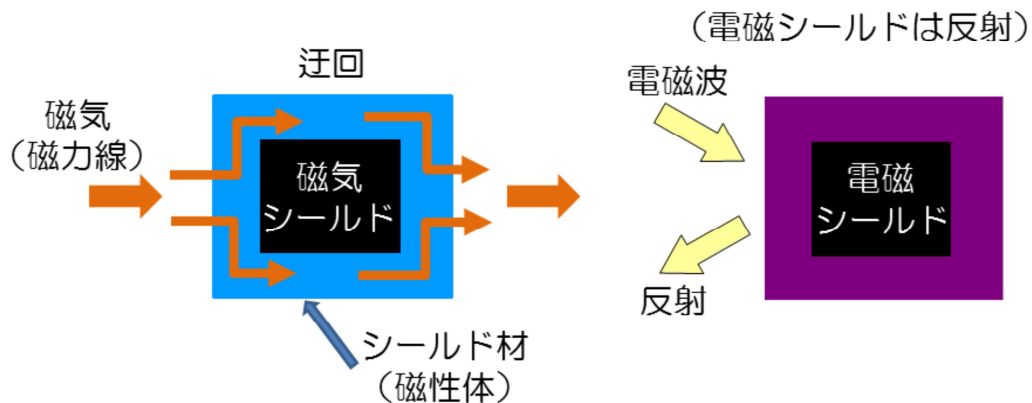 迂回
磁気
（磁力線）
磁気
シールド
シールド材
（磁性体）
（電磁シールドは反射）
電磁波
電磁
シールド
反射